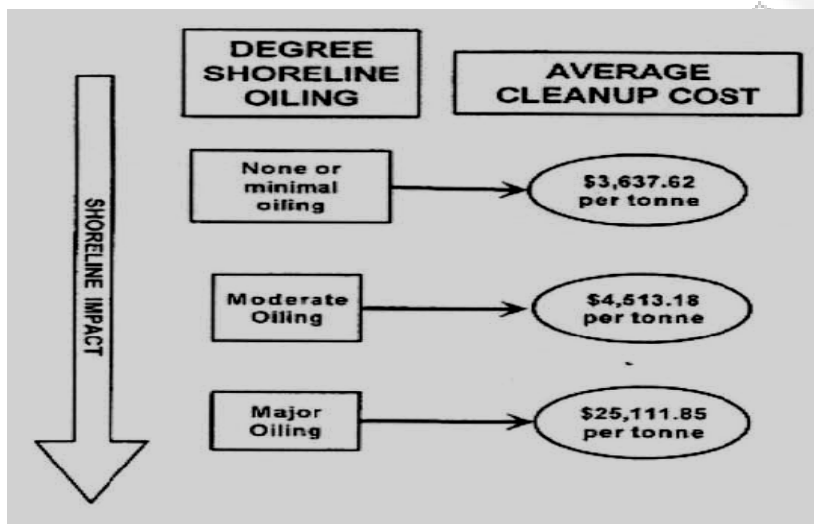 DEGREE
SHORELINE
OILING
AVERAGE
CLEANUP COST
SHORELINE IMPACT
None or
minimal
oiling
$3,637.62
per tonne
Moderate
Oiling
$4,513.18
per tonne
Major
Oiling
$25,111.85
per tonne